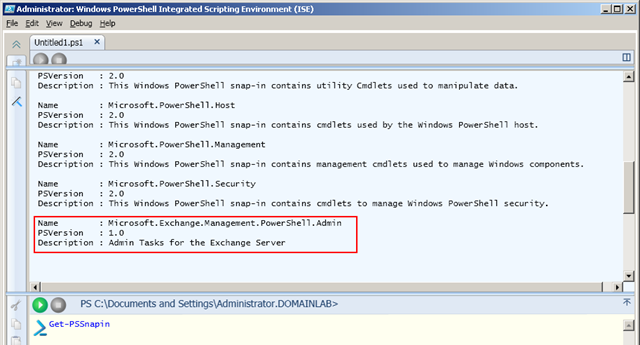 Administrator: Windows PowerShell Integrated Scripting Environment (ISE)
File Edit View Debug Help
Untitled1.ps1
PSVersion : 2.0
Description : This Windows PowerShell snap-in contains utility Cmdlets used to manipulate data.
Name : Microsoft.PowerShell.Host
PSVersion : 2.0
Description : This Windows PowerShell snap-in contains cmdlets used by the Windows PowerShell host.
Name : Microsoft.PowerShell.Management
PSVersion : 2.0
Description : This Windows PowerShell snap-in contains management cmdlets used to manage Windows components.
Name : Microsoft.PowerShell.Security
PSVersion : 2.0
Description : This Windows PowerShell snap-in contains cmdlets to manage Windows PowerShell security.
Name : Microsoft.Exchange.Management.PowerShell.Admin
PSVersion : 1.0
Description : Admin Tasks for the Exchange Server
PS C:\Documents and Settings\Administrator.DOMAINLAB>
Get-PSSnapin